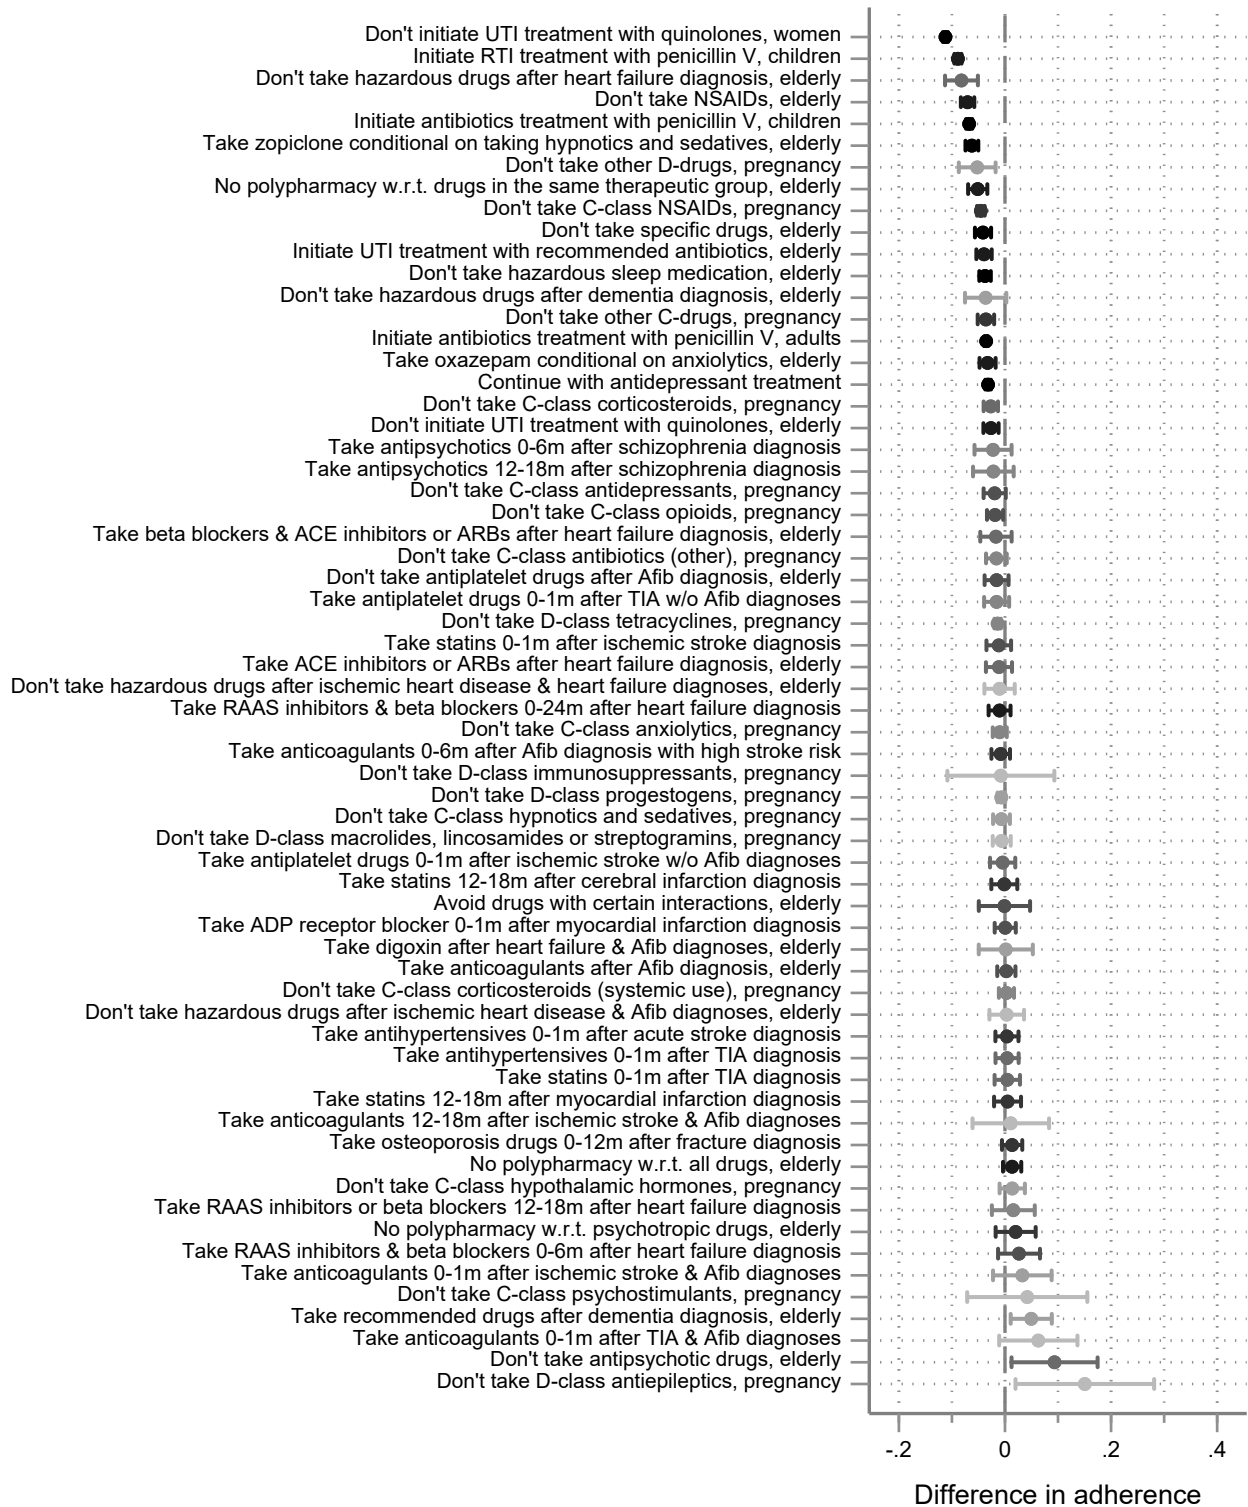 Don't initiate UTI treatment with quinolones, women
Initiate RTI treatment with penicillin V, children
Don't take hazardous drugs after heart failure diagnosis, elderly
Don't take NSAIDs, elderly
Initiate antibiotics treatment with penicillin V, children
Take zopiclone conditional on taking hypnotics and sedatives, elderly
Don't take other D-drugs, pregnancy
No polypharmacy w.r.t. drugs in the same therapeutic group, elderly
Don't take C-class NSAIDs, pregnancy
Don't take specific drugs, elderly
Initiate UTI treatment with recommended antibiotics, elderly
Don't take hazardous sleep medication, elderly
Don't take hazardous drugs after dementia diagnosis, elderly
Don't take other C-drugs, pregnancy
Initiate antibiotics treatment with penicillin V, adults
Take oxazepam conditional on anxiolytics, elderly
Continue with antidepressant treatment
Don't take C-class corticosteroids, pregnancy
Don't initiate UTI treatment with quinolones, elderly
Take antipsychotics 0-6m after schizophrenia diagnosis
Take antipsychotics 12-18m after schizophrenia diagnosis
Don't take C-class antidepressants, pregnancy
Don't take C-class opioids, pregnancy
Take beta blockers & ACE inhibitors or ARBs after heart failure diagnosis, elderly
Don't take C-class antibiotics (other), pregnancy
Don't take antiplatelet drugs after Afib diagnosis, elderly
Take antiplatelet drugs 0-1m after TIA w/o Afib diagnoses
Don't take D-class tetracyclines, pregnancy
Take statins 0-1m after ischemic stroke diagnosis
Take ACE inhibitors or ARBs after heart failure diagnosis, elderly
Don't take hazardous drugs after ischemic heart disease & heart failure diagnoses, elderly
Take RAAS inhibitors & beta blockers 0-24m after heart failure diagnosis
Don't take C-class anxiolytics, pregnancy
Take anticoagulants 0-6m after Afib diagnosis with high stroke risk
Don't take D-class immunosuppressants, pregnancy
Don't take D-class progestogens, pregnancy
Don't take C-class hypnotics and sedatives, pregnancy
Don't take D-class macrolides, lincosamides or streptogramins, pregnancy
Take antiplatelet drugs 0-1m after ischemic stroke w/o Afib diagnoses
Take statins 12-18m after cerebral infarction diagnosis
Avoid drugs with certain interactions, elderly
Take ADP receptor blocker 0-1m after myocardial infarction diagnosis
Take digoxin after heart failure & Afib diagnoses, elderly
Take anticoagulants after Afib diagnosis, elderly
Don't take C-class corticosteroids (systemic use), pregnancy
Don't take hazardous drugs after ischemic heart disease & Afib diagnoses, elderly
Take antihypertensives 0-1m after acute stroke diagnosis
Take antihypertensives 0-1m after TIA diagnosis
Take statins 0-1m after TIA diagnosis
Take statins 12-18m after myocardial infarction diagnosis
Take anticoagulants 12-18m after ischemic stroke & Afib diagnoses
Take osteoporosis drugs 0-12m after fracture diagnosis
No polypharmacy w.r.t. all drugs, elderly
Don't take C-class hypothalamic hormones, pregnancy
Take RAAS inhibitors or beta blockers 12-18m after heart failure diagnosis
No polypharmacy w.r.t. psychotropic drugs, elderly
Take RAAS inhibitors & beta blockers 0-6m after heart failure diagnosis
Take anticoagulants 0-1m after ischemic stroke & Afib diagnoses
Don't take C-class psychostimulants, pregnancy
Take recommended drugs after dementia diagnosis, elderly
Take anticoagulants 0-1m after TIA & Afib diagnoses
Don't take antipsychotic drugs, elderly
Don't take D-class antiepileptics, pregnancy
-.2 0 .2 .4
Difference in adherence